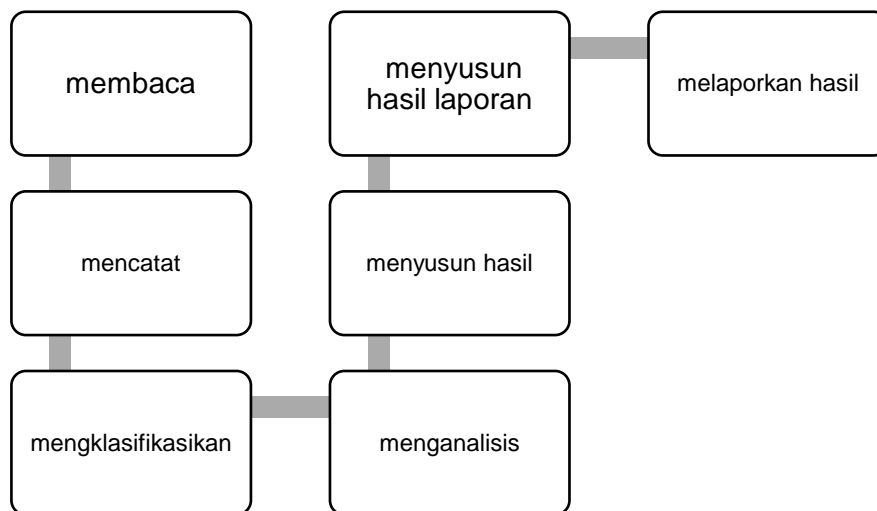 membaca
mencatat
mengklasifikasikan
menganalisis
menyusun hasil
menyusun
hasil laporan
melaporkan hasil